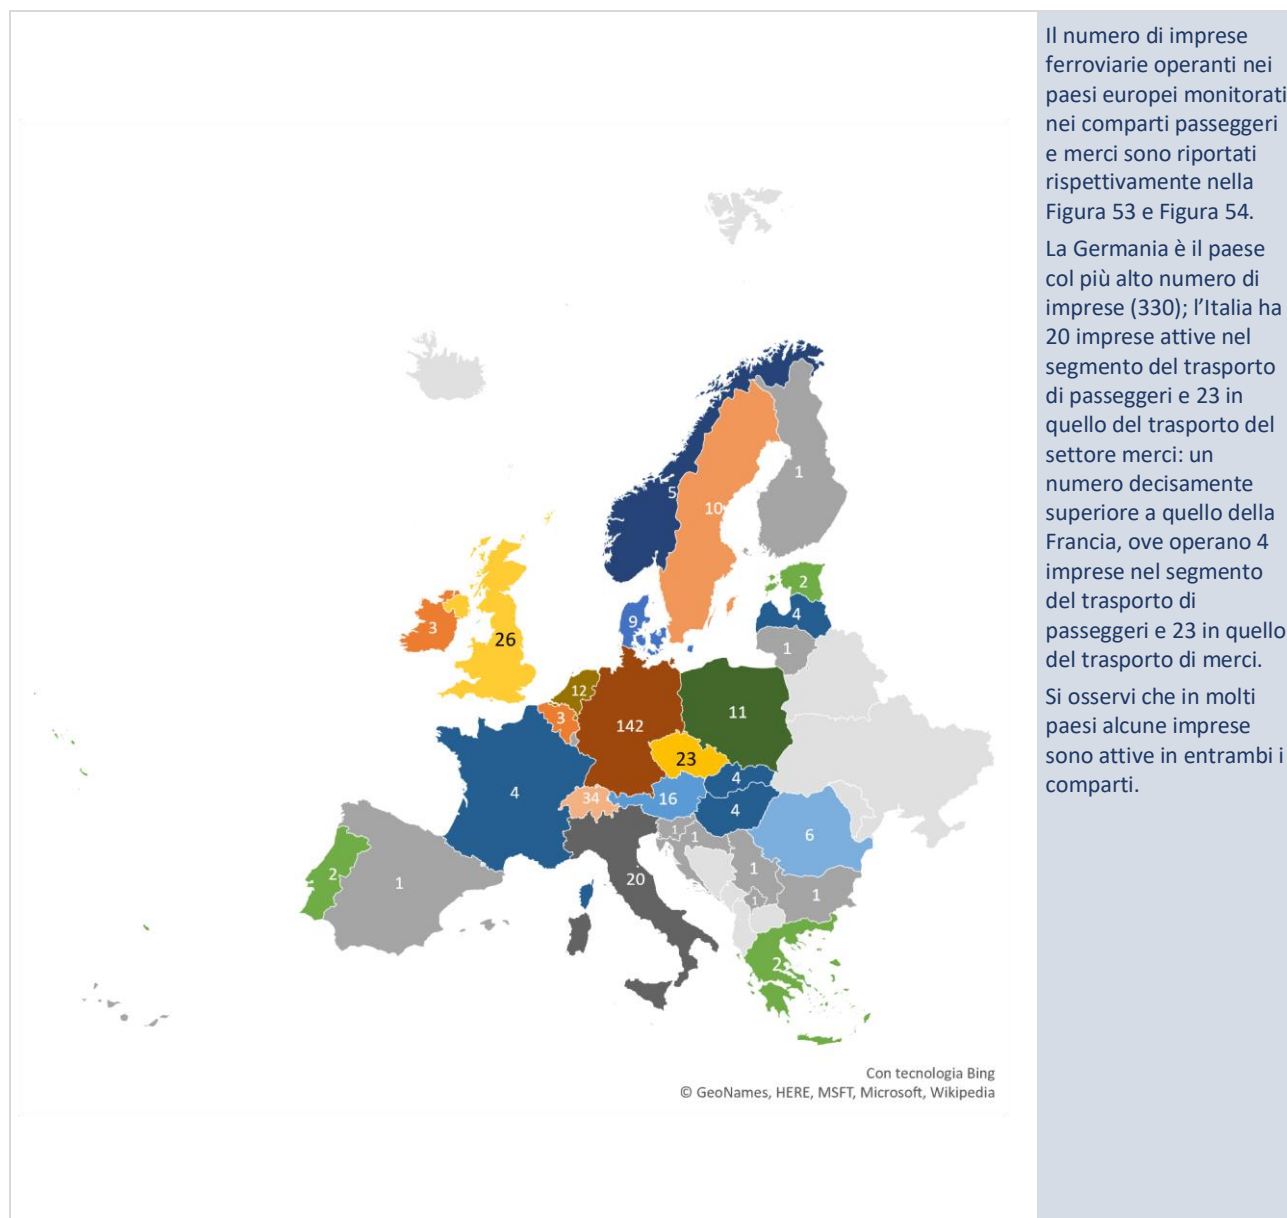 1
5
10
2
4
1
9
3
26
12
3
142
11
23
4
4
34
16
4
6
1
1
1
1
1
20
2
1
2
Con tecnologia Bing
© GeoNames, HERE, MSFT, Microsoft, Wikipedia
Il numero di imprese
ferroviarie operanti nei
paesi europei monitorati
nei comparti passeggeri
e merci sono riportati
rispettivamente nella
Figura 53 e Figura 54.
La Germania è il paese
col più alto numero di
imprese (330); l’Italia ha
20 imprese attive nel
segmento del trasporto
di passeggeri e 23 in
quello del trasporto del
settore merci: un
numero decisamente
superiore a quello della
Francia, ove operano 4
imprese nel segmento
del trasporto di
passeggeri e 23 in quello
del trasporto di merci.
Si osservi che in molti
paesi alcune imprese
sono attive in entrambi i
comparti.